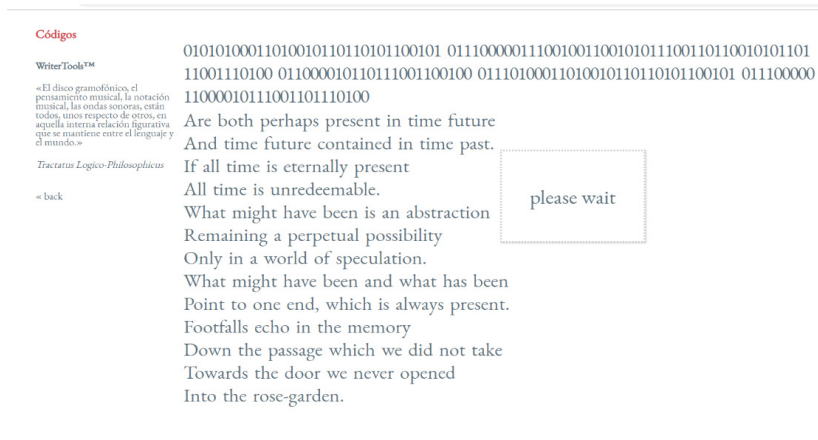 Códigos
WriterTools™
«El disco gramofónico, el
pensamiento musical, la notación
musical, las ondas sonoras, están
todos, unos respecto de otros, en
aquella interna relación figurativa
que se mantiene entre el lenguaje y
el mundo.»
Tractatus Logico-Philosophicus
« back
01010100011010010110110101100101 011100000111001001100101011100110110010101101
11001110100 011000010110111001100100 01110100011010010110110101100101 011100000
11000010111001101110100
Are both perhaps present in time future
And time future contained in time past.
If all time is eternally present
All time is unredeemable.
What might have been is an abstraction
Remaining a perpetual possibility
Only in a world of speculation.
What might have been and what has been
Point to one end, which is always present.
Footfalls echo in the memory
Down the passage which we did not take
Towards the door we never opened
Into the rose-garden.
please wait